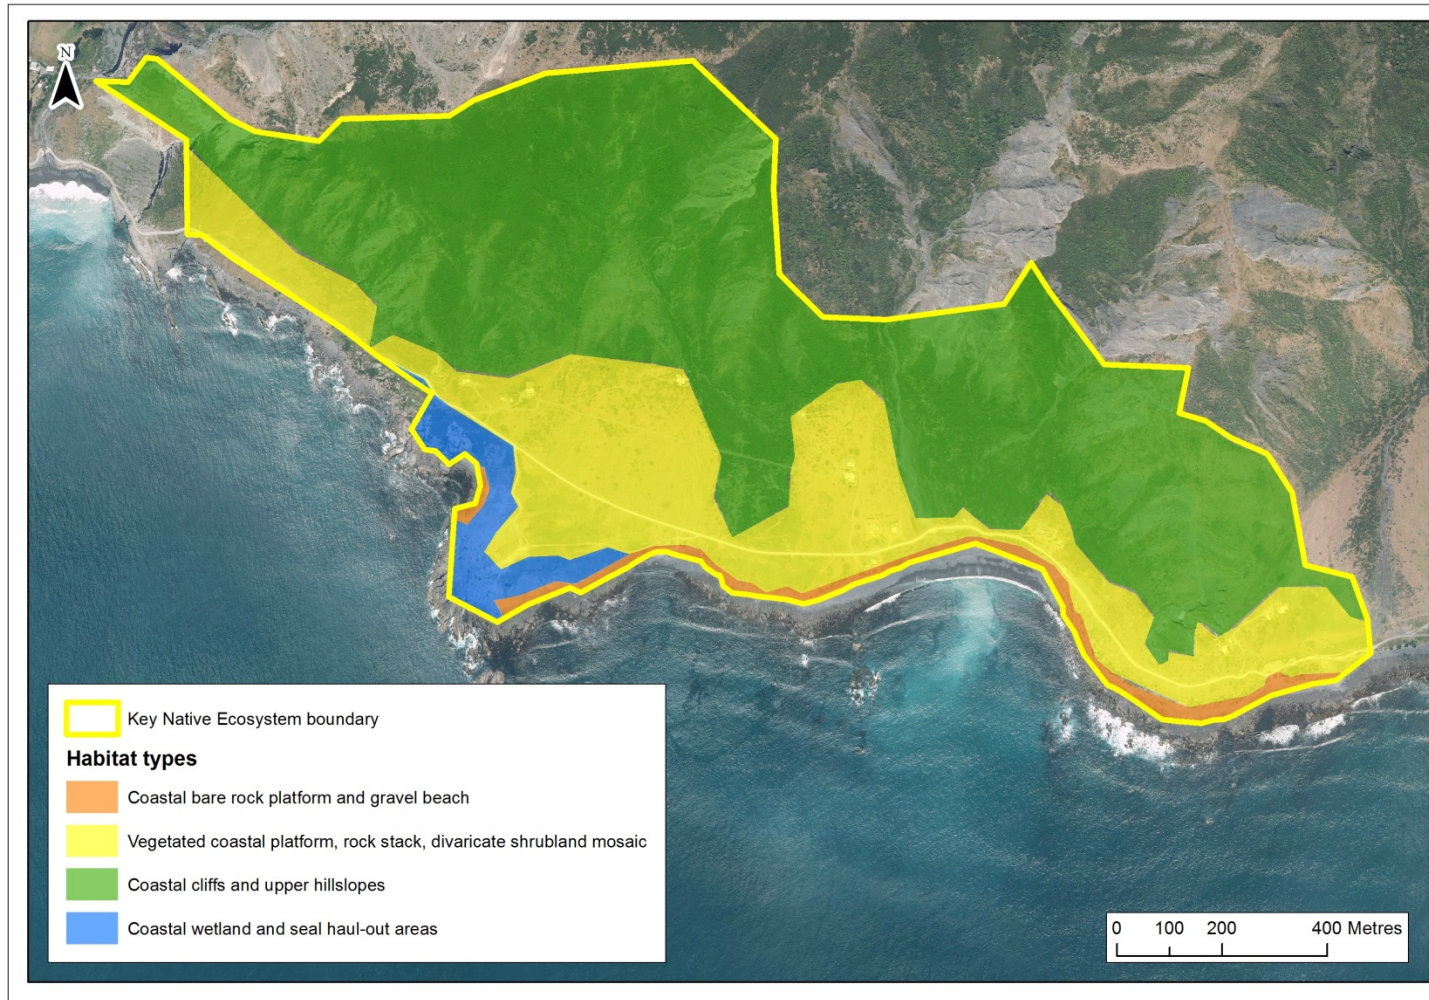 N
Key Native Ecosystem boundary
Habitat types
Coastal bare rock platform and gravel beach
Vegetated coastal platform, rock stack, divaricate shrubland mosaic
Coastal cliffs and upper hillslopes
Coastal wetland and seal haul-out areas
0 100 200 400 Metres